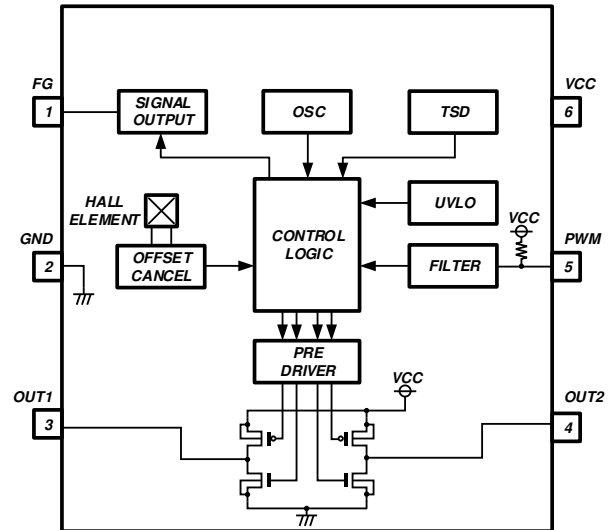 FG
1
SIGNAL
OUTPUT
OSC
TSD
VCC
6
HALL
ELEMENT
UVLO
VCC
GND
2
OFFSET
CANCEL
CONTROL
LOGIC
FILTER
PWM
5
PRE
DRIVER
VCC
OUT1
3
OUT2
4